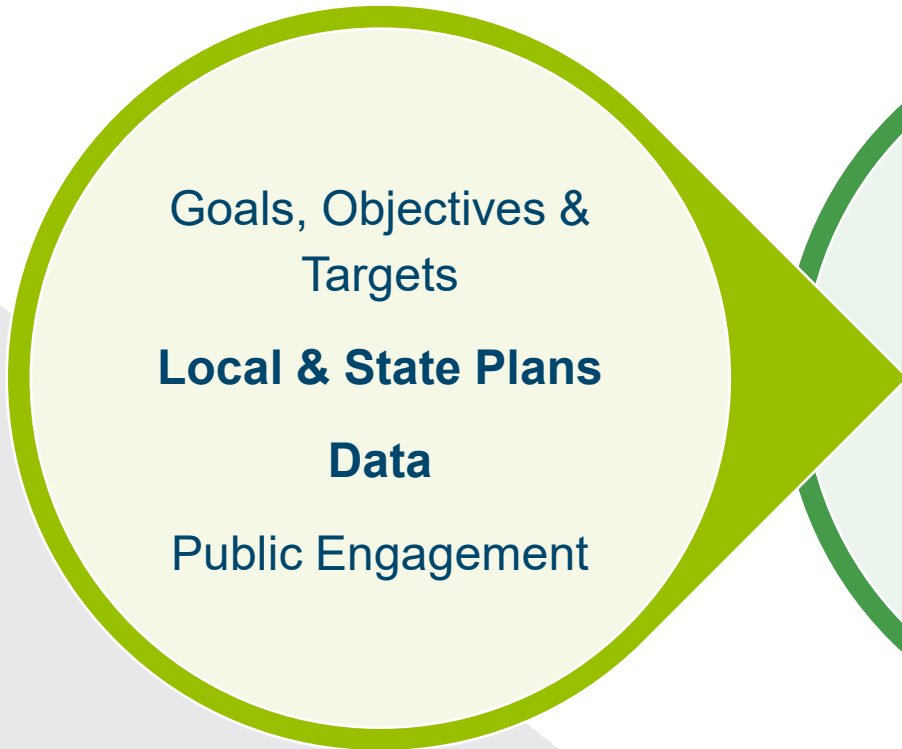 Goals, Objectives &
Targets
Local & State Plans
Data
Public Engagement